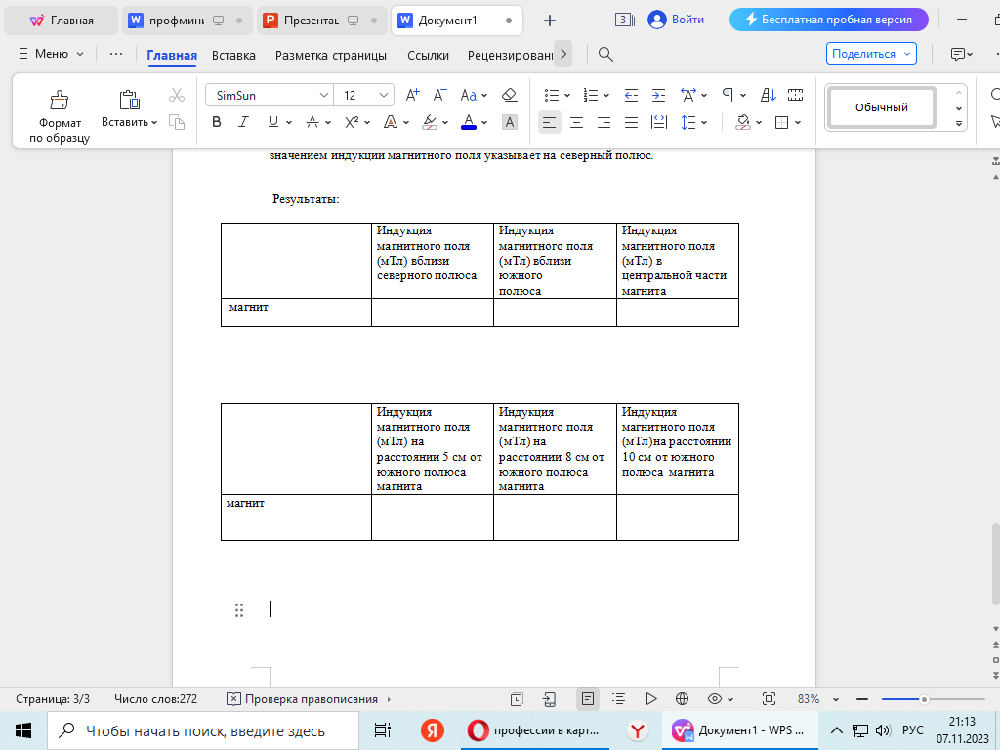 Главная
профмини
Презентац
Документ1
3
Войти
Бесплатная пробная версия
Меню
Главная
Вставка
Разметка страницы
Ссылки
Рецензирован
Поделиться
Формат
по образцу
Вставить
SimSun
12
Обычный
значением индукции магнитного поля указывает на северный полюс.
Результаты:
Индукция
магнитного поля
(мТл) вблизи
северного полюса
Индукция
магнитного поля
(мТл) вблизи
южного
полюса
Индукция
магнитного поля
(мТл) в
центральной части
магнита
магнит
Индукция
магнитного поля
(мТл) на
расстоянии 5 см от
южного полюса
магнита
Индукция
магнитного поля
(мТл) на
расстоянии 8 см от
южного полюса
магнита
Индукция
магнитного поля
(мТл)на расстоянии
10 см от южного
полюса магнита
магнит
Страница: 3/3
Число слов:272
Проверка правописания
83%
Чтобы начать поиск, введите здесь
Я
профессии в карт...
Y
Документ1 - WPS ...
РУС
21:13
07.11.2023